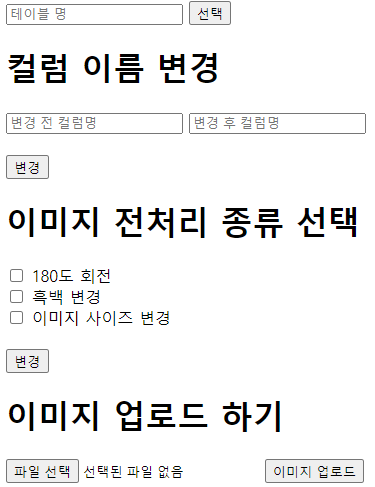 테이블 명 선택
컬럼 이름 변경
변경 전 컬럼명 변경 후 컬럼명
변경
이미지 전처리 종류 선택
180도 회전
흑백 변경
이미지 사이즈 변경
변경
이미지 업로드 하기
파일 선택 선택된 파일 없음 이미지 업로드